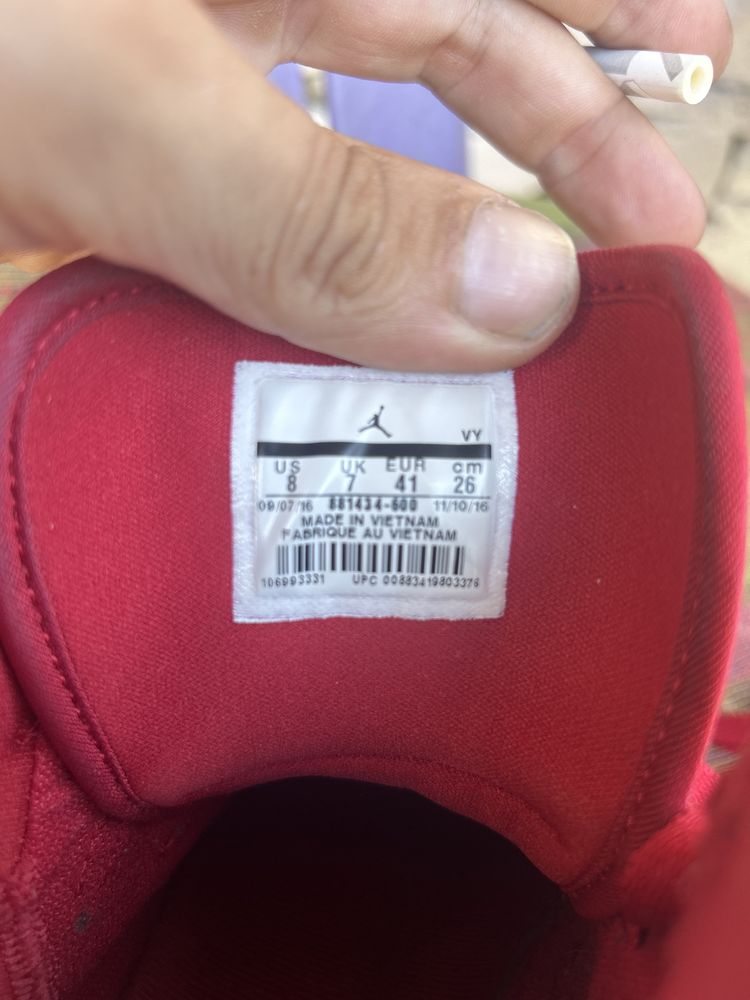 VY
US UK EUR cm
8 7 41 26
09/07/16 881434-600 11/10/16
MADE IN VIETNAM
FABRIQUE AU VIETNAM
106993331 UPC 00883419803376